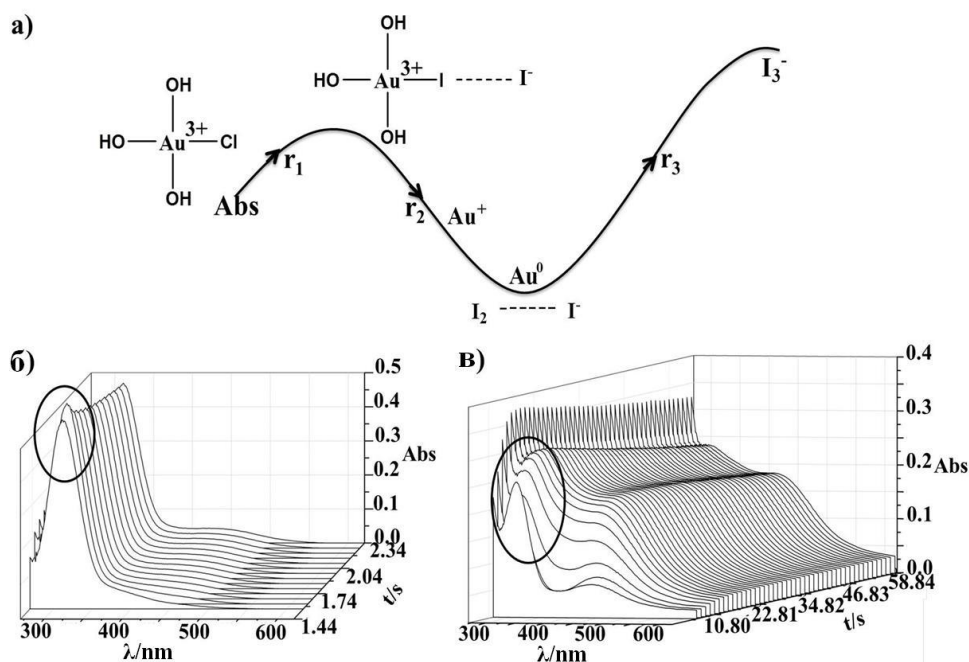 а)
OH
HO Au 3+ Cl
OH
OH
HO Au 3+ I I⁻
OH
Abs
r₁
r₂
Au⁺
Au⁰
I₂ I⁻
r₃
I₃⁻
б)
0.5
0.4
0.3
Abs
0.2
0.1
0.0
2.34
2.04
1.74
1.44
t/s
300 400 500 600
λ/nm
в)
0.4
0.3
0.2
Abs
0.1
0.0
58.84
46.83
34.82
22.81
10.80
t/s
300 400 500 600
λ/nm